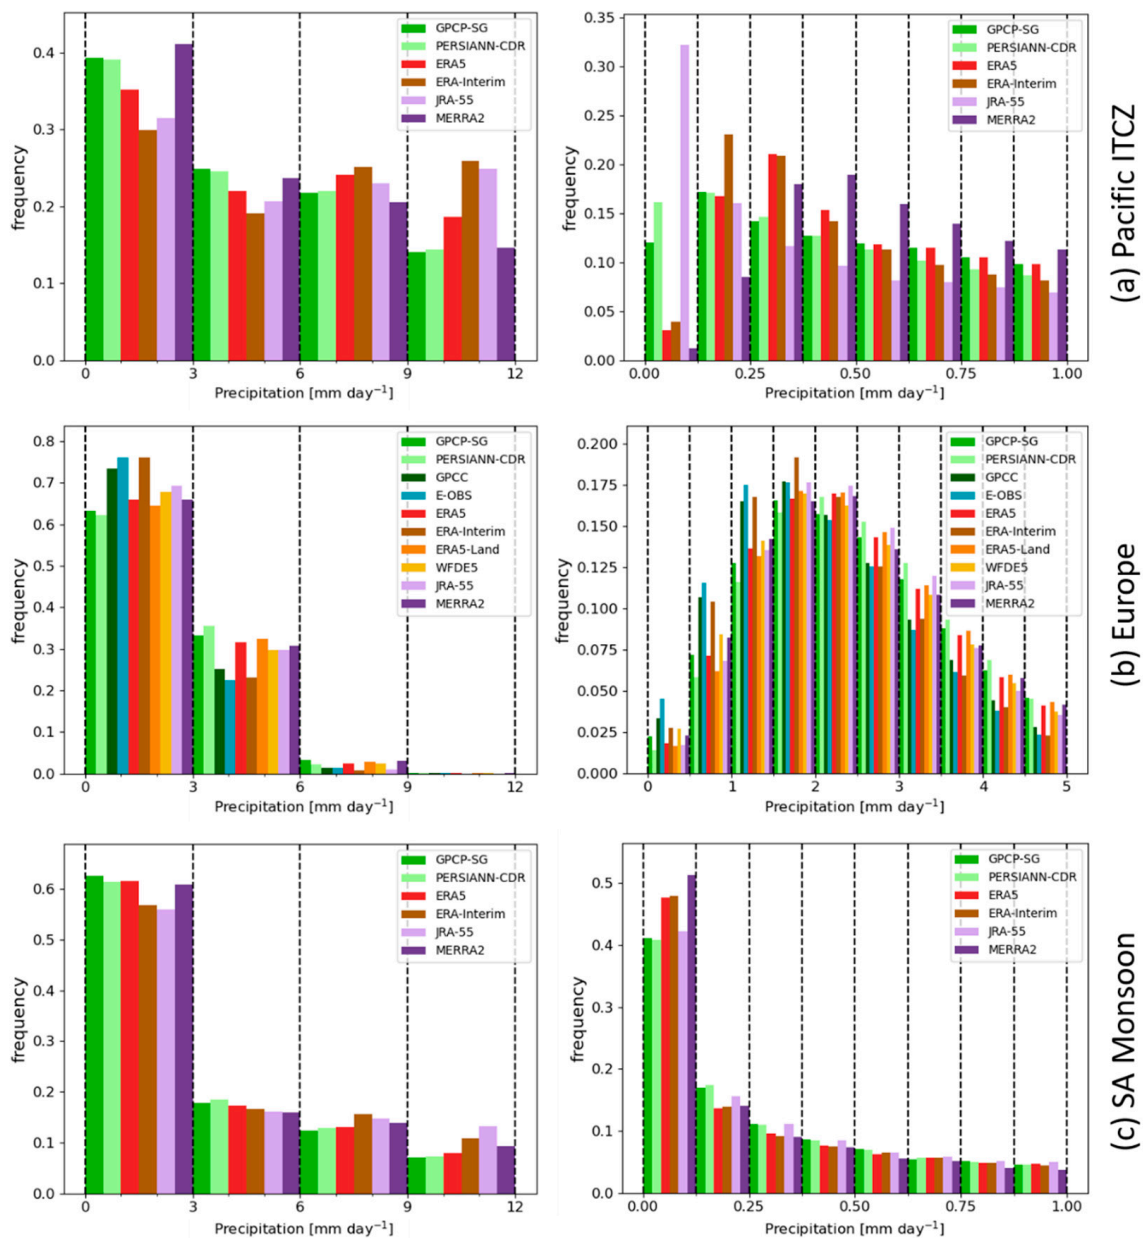 0.4
0.3
0.2
0.1
0.0
frequency
0 3 6 9 12
Precipitation [mm day⁻¹]
GPCP-SG
PERSIANN-CDR
ERA5
ERA-Interim
JRA-55
MERRA2
0.35
0.30
0.25
0.20
0.15
0.10
0.05
0.00
frequency
0.00 0.25 0.50 0.75 1.00
Precipitation [mm day⁻¹]
GPCP-SG
PERSIANN-CDR
ERA5
ERA-Interim
JRA-55
MERRA2
(a) Pacific ITCZ
0.8
0.7
0.6
0.5
0.4
0.3
0.2
0.1
0.0
frequency
0 3 6 9 12
Precipitation [mm day⁻¹]
GPCP-SG
PERSIANN-CDR
GPCC
E-OBS
ERA5
ERA-Interim
ERA5-Land
WFDE5
JRA-55
MERRA2
0.200
0.175
0.150
0.125
0.100
0.075
0.050
0.025
0.000
frequency
0 1 2 3 4 5
Precipitation [mm day⁻¹]
GPCP-SG
PERSIANN-CDR
GPCC
E-OBS
ERA5
ERA-Interim
ERA5-Land
WFDE5
JRA-55
MERRA2
(b) Europe
0.6
0.5
0.4
0.3
0.2
0.1
0.0
frequency
0 3 6 9 12
Precipitation [mm day⁻¹]
GPCP-SG
PERSIANN-CDR
ERA5
ERA-Interim
JRA-55
MERRA2
0.5
0.4
0.3
0.2
0.1
0.0
frequency
0.00 0.25 0.50 0.75 1.00
Precipitation [mm day⁻¹]
GPCP-SG
PERSIANN-CDR
ERA5
ERA-Interim
JRA-55
MERRA2
(c) SA Monsoon